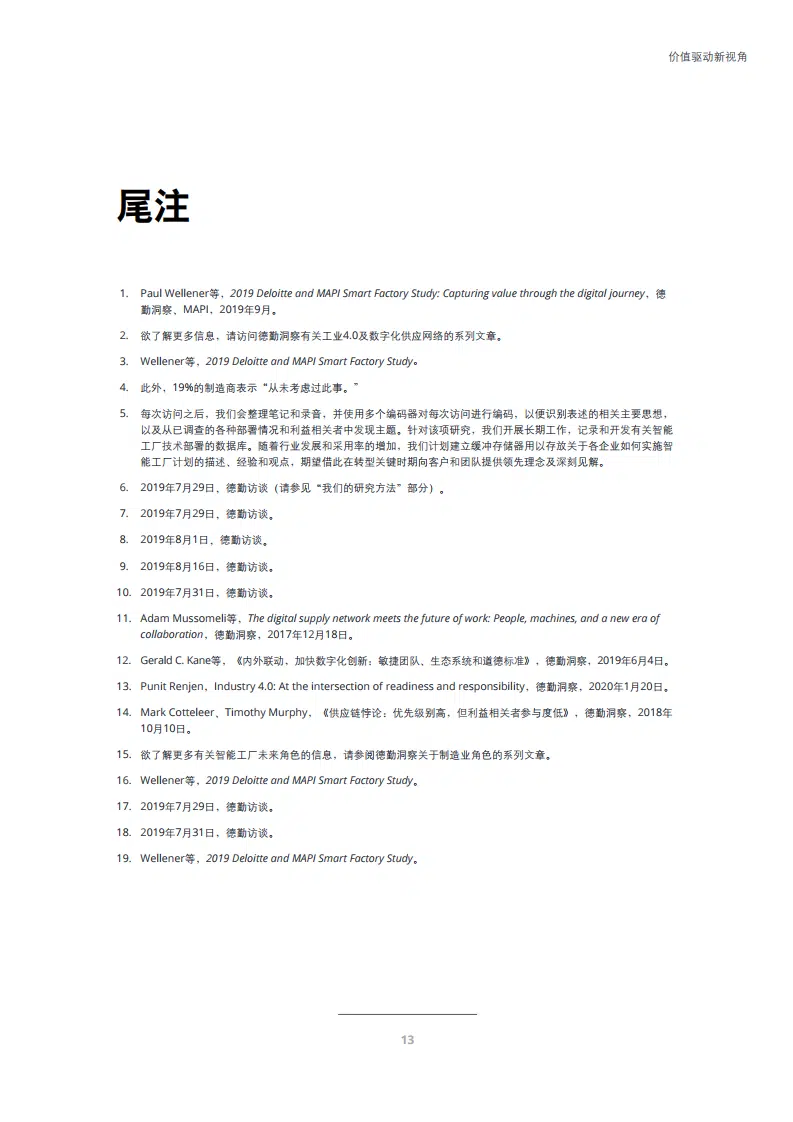 价值驱动新视角
尾注
1. Paul Wellener等，2019 Deloitte and MAPI Smart Factory Study: Capturing value through the digital journey，德
勤洞察、MAPI，2019年9月。
2. 欲了解更多信息，请访问德勤洞察有关工业4.0及数字化供应网络的系列文章。
3. Wellener等，2019 Deloitte and MAPI Smart Factory Study。
4. 此外，19%的制造商表示“从未考虑过此事。”
5. 每次访问之后，我们会整理笔记和录音，并使用多个编码器对每次访问进行编码，以便识别表述的相关主要思想，
以及从已调查的各种部署情况和利益相关者中发现主题。针对该项研究，我们开展长期工作，记录和开发有关智能
工厂技术部署的数据库。随着行业发展和采用率的增加，我们计划建立缓冲存储器用以存放关于各企业如何实施智
能工厂计划的描述、经验和观点，期望借此在转型关键时期向客户和团队提供领先理念及深刻见解。
6. 2019年7月29日，德勤访谈（请参见“我们的研究方法”部分）。
7. 2019年7月29日，德勤访谈。
8. 2019年8月1日，德勤访谈。
9. 2019年8月16日，德勤访谈。
10. 2019年7月31日，德勤访谈。
11. Adam Mussomeli等，The digital supply network meets the future of work: People, machines, and a new era of
collaboration，德勤洞察，2017年12月18日。
12. Gerald C. Kane等，《内外联动，加快数字化创新：敏捷团队、生态系统和道德标准》，德勤洞察，2019年6月4日。
13. Punit Renjen，Industry 4.0: At the intersection of readiness and responsibility，德勤洞察，2020年1月20日。
14. Mark Cotteleer、Timothy Murphy，《供应链悖论：优先级别高，但利益相关者参与度低》，德勤洞察，2018年
10月10日。
15. 欲了解更多有关智能工厂未来角色的信息，请参阅德勤洞察关于制造业角色的系列文章。
16. Wellener等，2019 Deloitte and MAPI Smart Factory Study。
17. 2019年7月29日，德勤访谈。
18. 2019年7月31日，德勤访谈。
19. Wellener等，2019 Deloitte and MAPI Smart Factory Study。
13